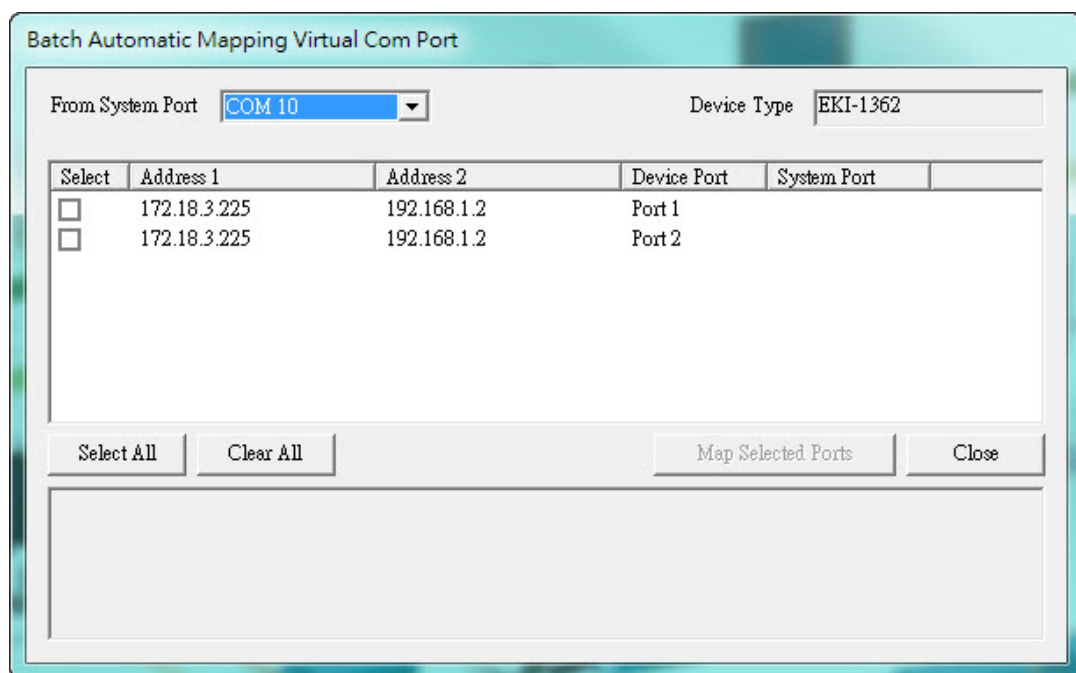 Batch Automatic Mapping Virtual Com Port
From System Port COM 10 Device Type EKI-1362
Select Address 1 Address 2 Device Port System Port
172.18.3.225 192.168.1.2 Port 1
172.18.3.225 192.168.1.2 Port 2
Select All Clear All Map Selected Ports Close